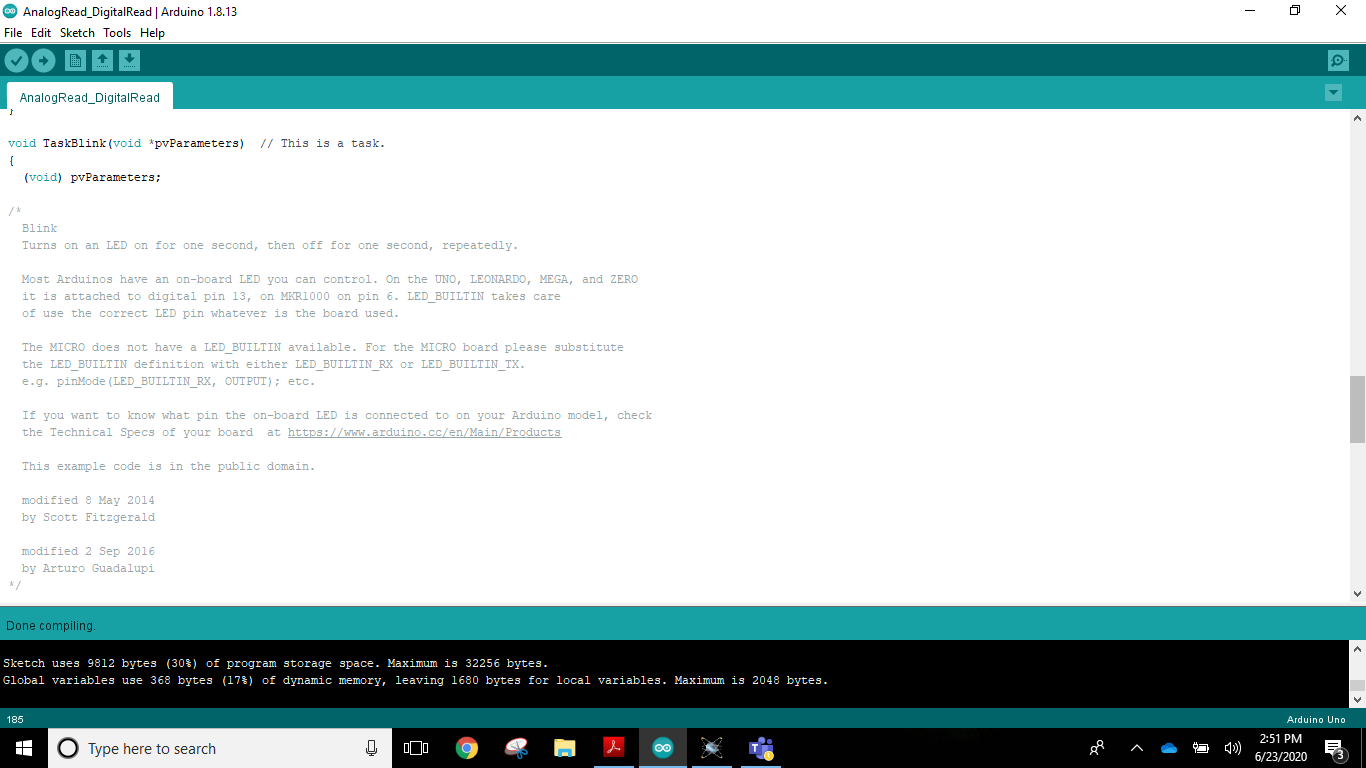 AnalogRead_DigitalRead | Arduino 1.8.13
File Edit Sketch Tools Help
AnalogRead_DigitalRead
}
void TaskBlink(void *pvParameters)  // This is a task.
{
  (void) pvParameters;
/*
  Blink
  Turns on an LED on for one second, then off for one second, repeatedly.
  Most Arduinos have an on-board LED you can control. On the UNO, LEONARDO, MEGA, and ZERO
  it is attached to digital pin 13, on MKR1000 on pin 6. LED_BUILTIN takes care
  of use the correct LED pin whatever is the board used.
  The MICRO does not have a LED_BUILTIN available. For the MICRO board please substitute
  the LED_BUILTIN definition with either LED_BUILTIN_RX or LED_BUILTIN_TX.
  e.g. pinMode(LED_BUILTIN_RX, OUTPUT); etc.
  If you want to know what pin the on-board LED is connected to on your Arduino model, check
  the Technical Specs of your board  at https://www.arduino.cc/en/Main/Products
  This example code is in the public domain.
  modified 8 May 2014
  by Scott Fitzgerald
  modified 2 Sep 2016
  by Arturo Guadalupi
*/
Done compiling.
Sketch uses 9812 bytes (30%) of program storage space. Maximum is 32256 bytes.
Global variables use 368 bytes (17%) of dynamic memory, leaving 1680 bytes for local variables. Maximum is 2048 bytes.
185
Arduino Uno
Type here to search
2:51 PM
6/23/2020
3